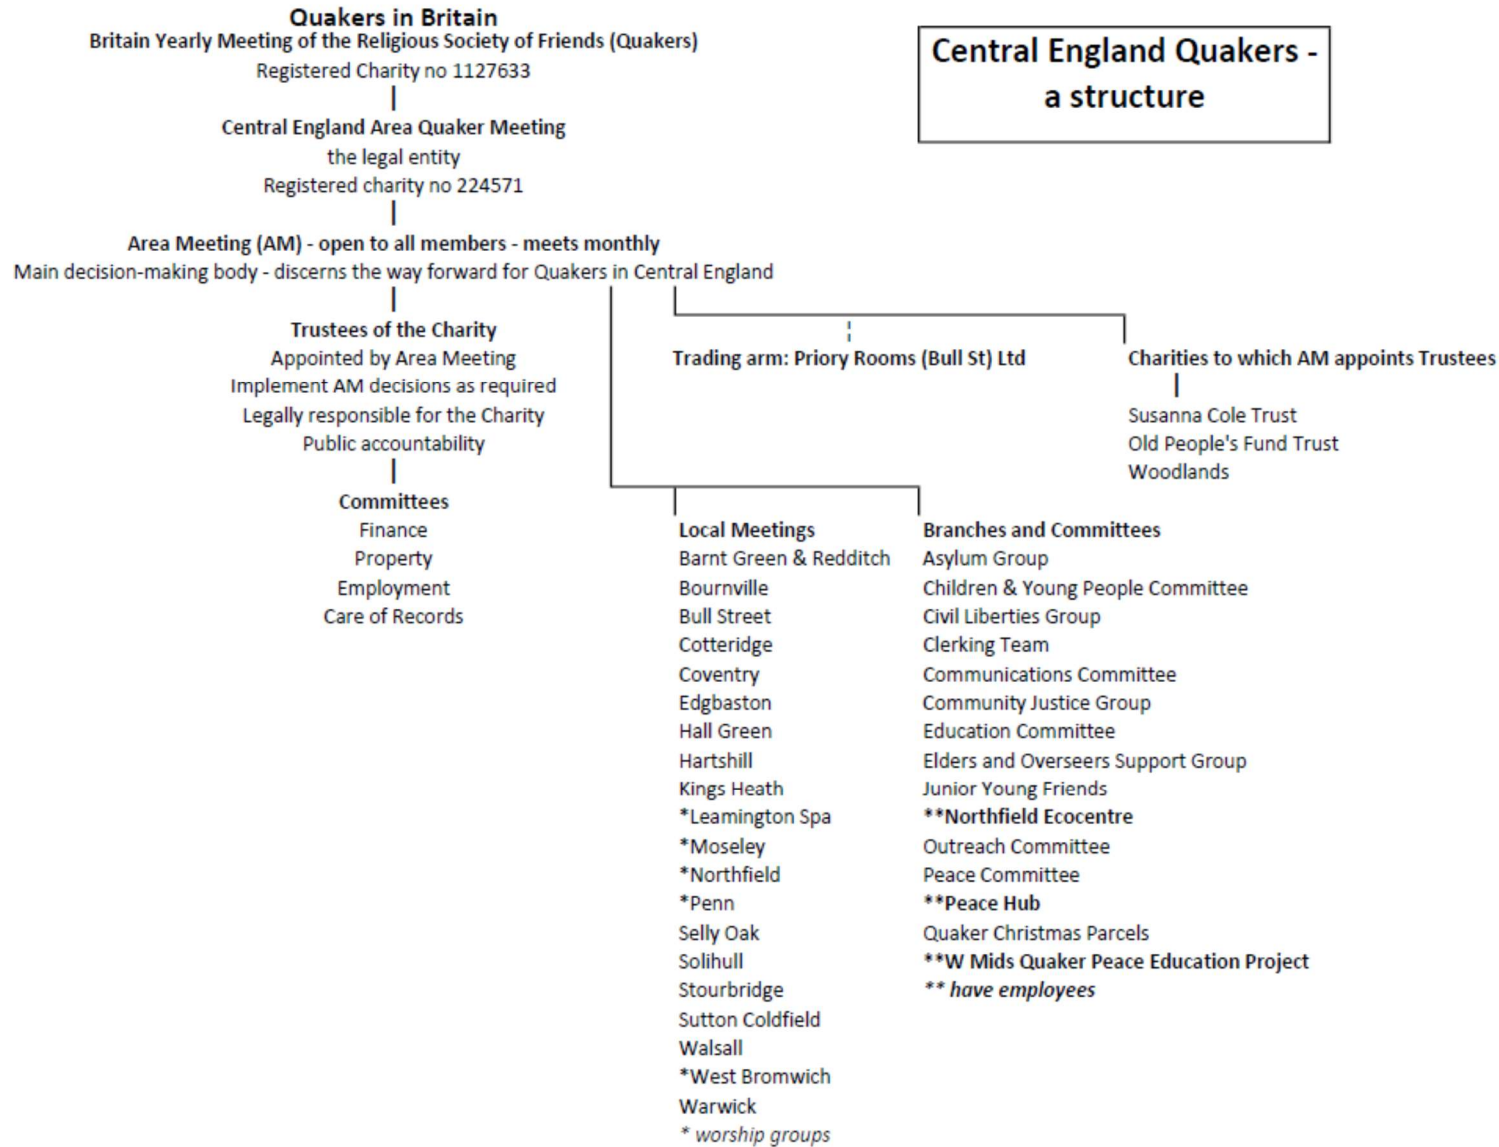 Quakers in Britain
Britain Yearly Meeting of the Religious Society of Friends (Quakers)
Registered Charity no 1127633
Central England Quakers -
a structure
Central England Area Quaker Meeting
the legal entity
Registered charity no 224571
Area Meeting (AM) - open to all members - meets monthly
Main decision-making body - discerns the way forward for Quakers in Central England
Trustees of the Charity
Appointed by Area Meeting
Implement AM decisions as required
Legally responsible for the Charity
Public accountability
Committees
Finance
Property
Employment
Care of Records
Trading arm: Priory Rooms (Bull St) Ltd
Charities to which AM appoints Trustees
Susanna Cole Trust
Old People's Fund Trust
Woodlands
Local Meetings
Barnt Green & Redditch
Bournville
Bull Street
Cotteridge
Coventry
Edgbaston
Hall Green
Hartshill
Kings Heath
*Leamington Spa
*Moseley
*Northfield
*Penn
Selly Oak
Solihull
Stourbridge
Sutton Coldfield
Walsall
*West Bromwich
Warwick
* worship groups
Branches and Committees
Asylum Group
Children & Young People Committee
Civil Liberties Group
Clerking Team
Communications Committee
Community Justice Group
Education Committee
Elders and Overseers Support Group
Junior Young Friends
**Northfield Ecocentre
Outreach Committee
Peace Committee
**Peace Hub
Quaker Christmas Parcels
**W Mids Quaker Peace Education Project
** have employees